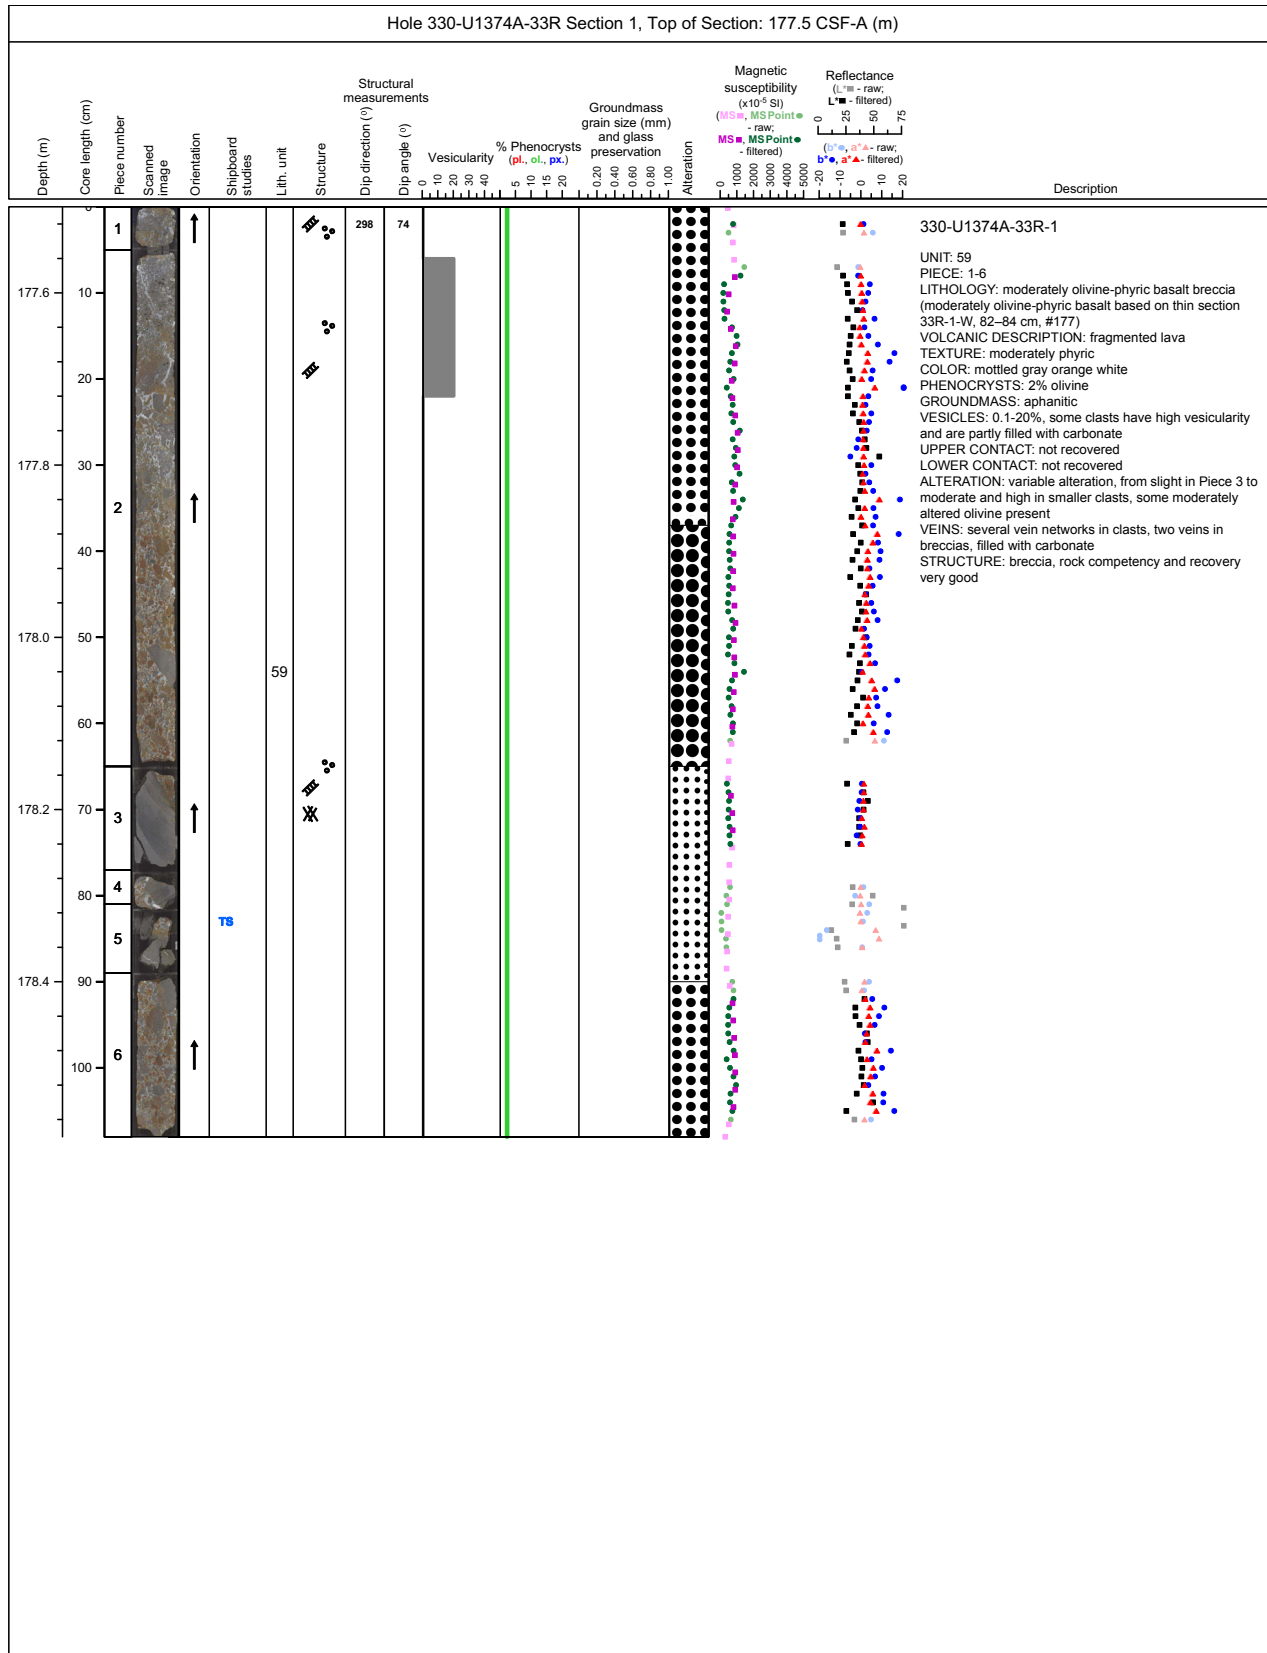 Hole 330-U1374A-33R Section 1, Top of Section: 177.5 CSF-A (m)
Depth (m)
Core length (cm)
Piece number
Scanned
image
Orientation
Shipboard
studies
Lith. unit
Structure
Structural
measurements
Dip direction (°)
Dip angle (°)
Vesicularity
0 10 20 30 40
% Phenocrysts
(pl., ol., px.)
5 10 15 20
Groundmass
grain size (mm)
and glass
preservation
0.20 0.40 0.60 0.80 1.00
Alteration
Magnetic
susceptibility
(x10-5 SI)
(MS■, MSPoint●
- raw;
MS■, MSPoint●
- filtered)
0 1000 2000 3000 4000 5000
Reflectance
(L*■ - raw;
L*■ - filtered)
0 25 50 75
(b*●, a*▲- raw;
b*●, a*▲- filtered)
-20 -10 0 10 20
Description
0
1
298
74
177.6
10
20
177.8
30
2
40
178.0
50
59
60
70
178.2
3
80
4
TS
5
178.4
90
6
100
330-U1374A-33R-1
UNIT: 59
PIECE: 1-6
LITHOLOGY: moderately olivine-phyric basalt breccia
(moderately olivine-phyric basalt based on thin section
33R-1-W, 82–84 cm, #177)
VOLCANIC DESCRIPTION: fragmented lava
TEXTURE: moderately phyric
COLOR: mottled gray orange white
PHENOCRYSTS: 2% olivine
GROUNDMASS: aphanitic
VESICLES: 0.1-20%, some clasts have high vesicularity
and are partly filled with carbonate
UPPER CONTACT: not recovered
LOWER CONTACT: not recovered
ALTERATION: variable alteration, from slight in Piece 3 to
moderate and high in smaller clasts, some moderately
altered olivine present
VEINS: several vein networks in clasts, two veins in
breccias, filled with carbonate
STRUCTURE: breccia, rock competency and recovery
very good